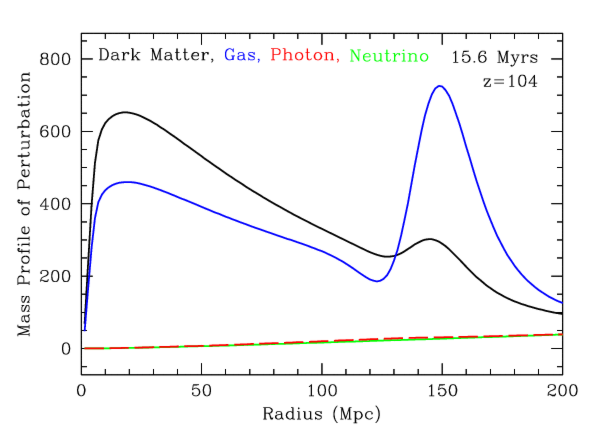 Dark Matter, Gas, Photon, Neutrino 15.6 Myrs
z=104
Mass Profile of Perturbation
800
600
400
200
0
0 50 100 150 200
Radius (Mpc)